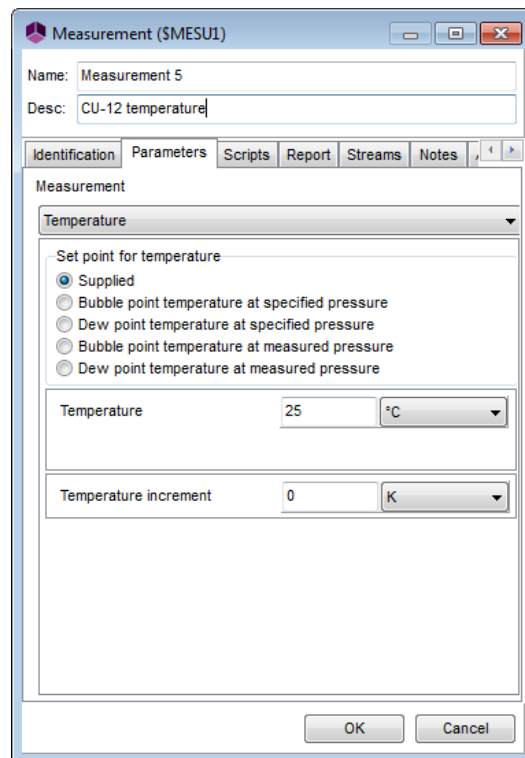 Measurement ($MESU1)
Name: Measurement 5
Desc: CU-12 temperature
Identification Parameters Scripts Report Streams Notes
Measurement
Temperature
Set point for temperature
Supplied
Bubble point temperature at specified pressure
Dew point temperature at specified pressure
Bubble point temperature at measured pressure
Dew point temperature at measured pressure
Temperature 25 °C
Temperature increment 0 K
OK Cancel